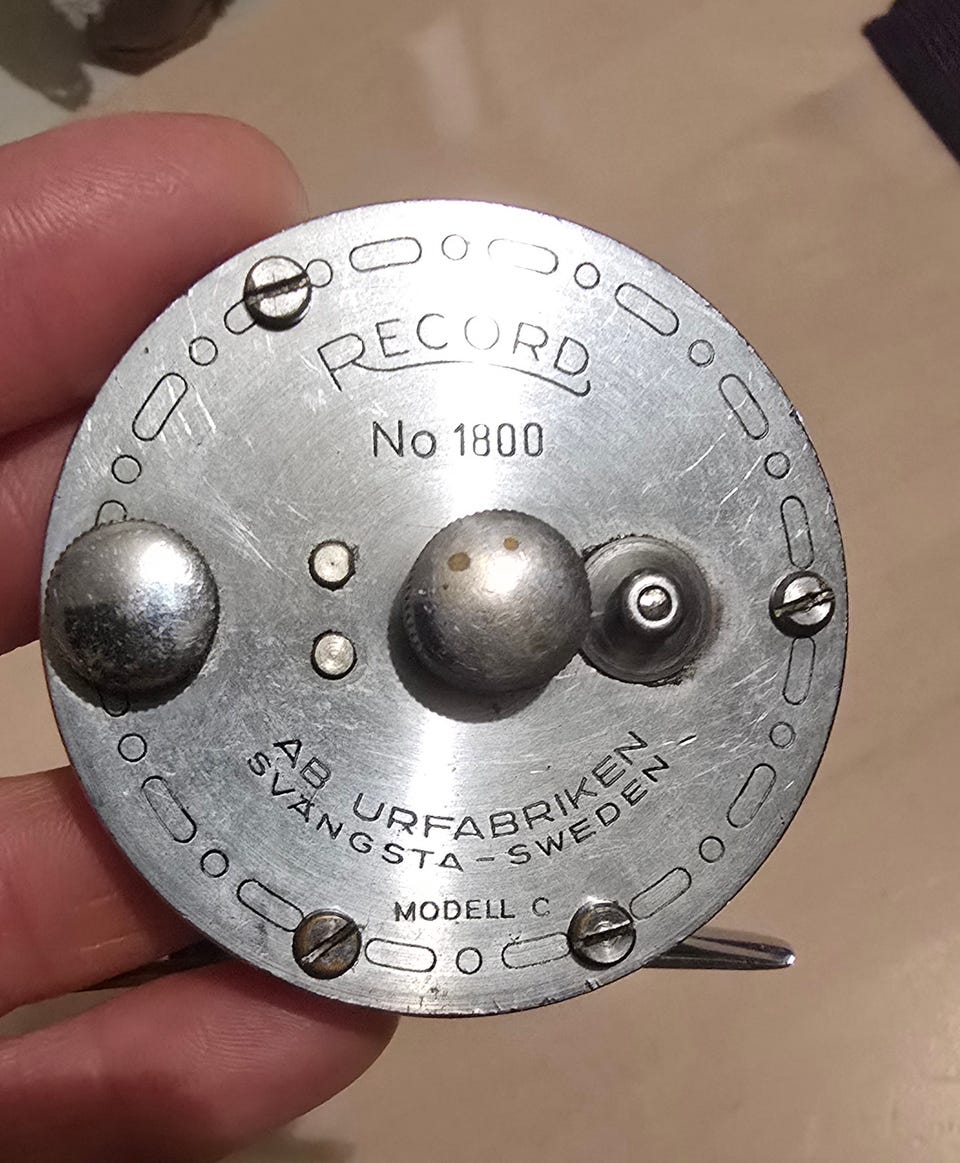 RECORD
No 1800
AB URFABRIKEN
SVÄNGSTA - SWEDEN
MODELL C